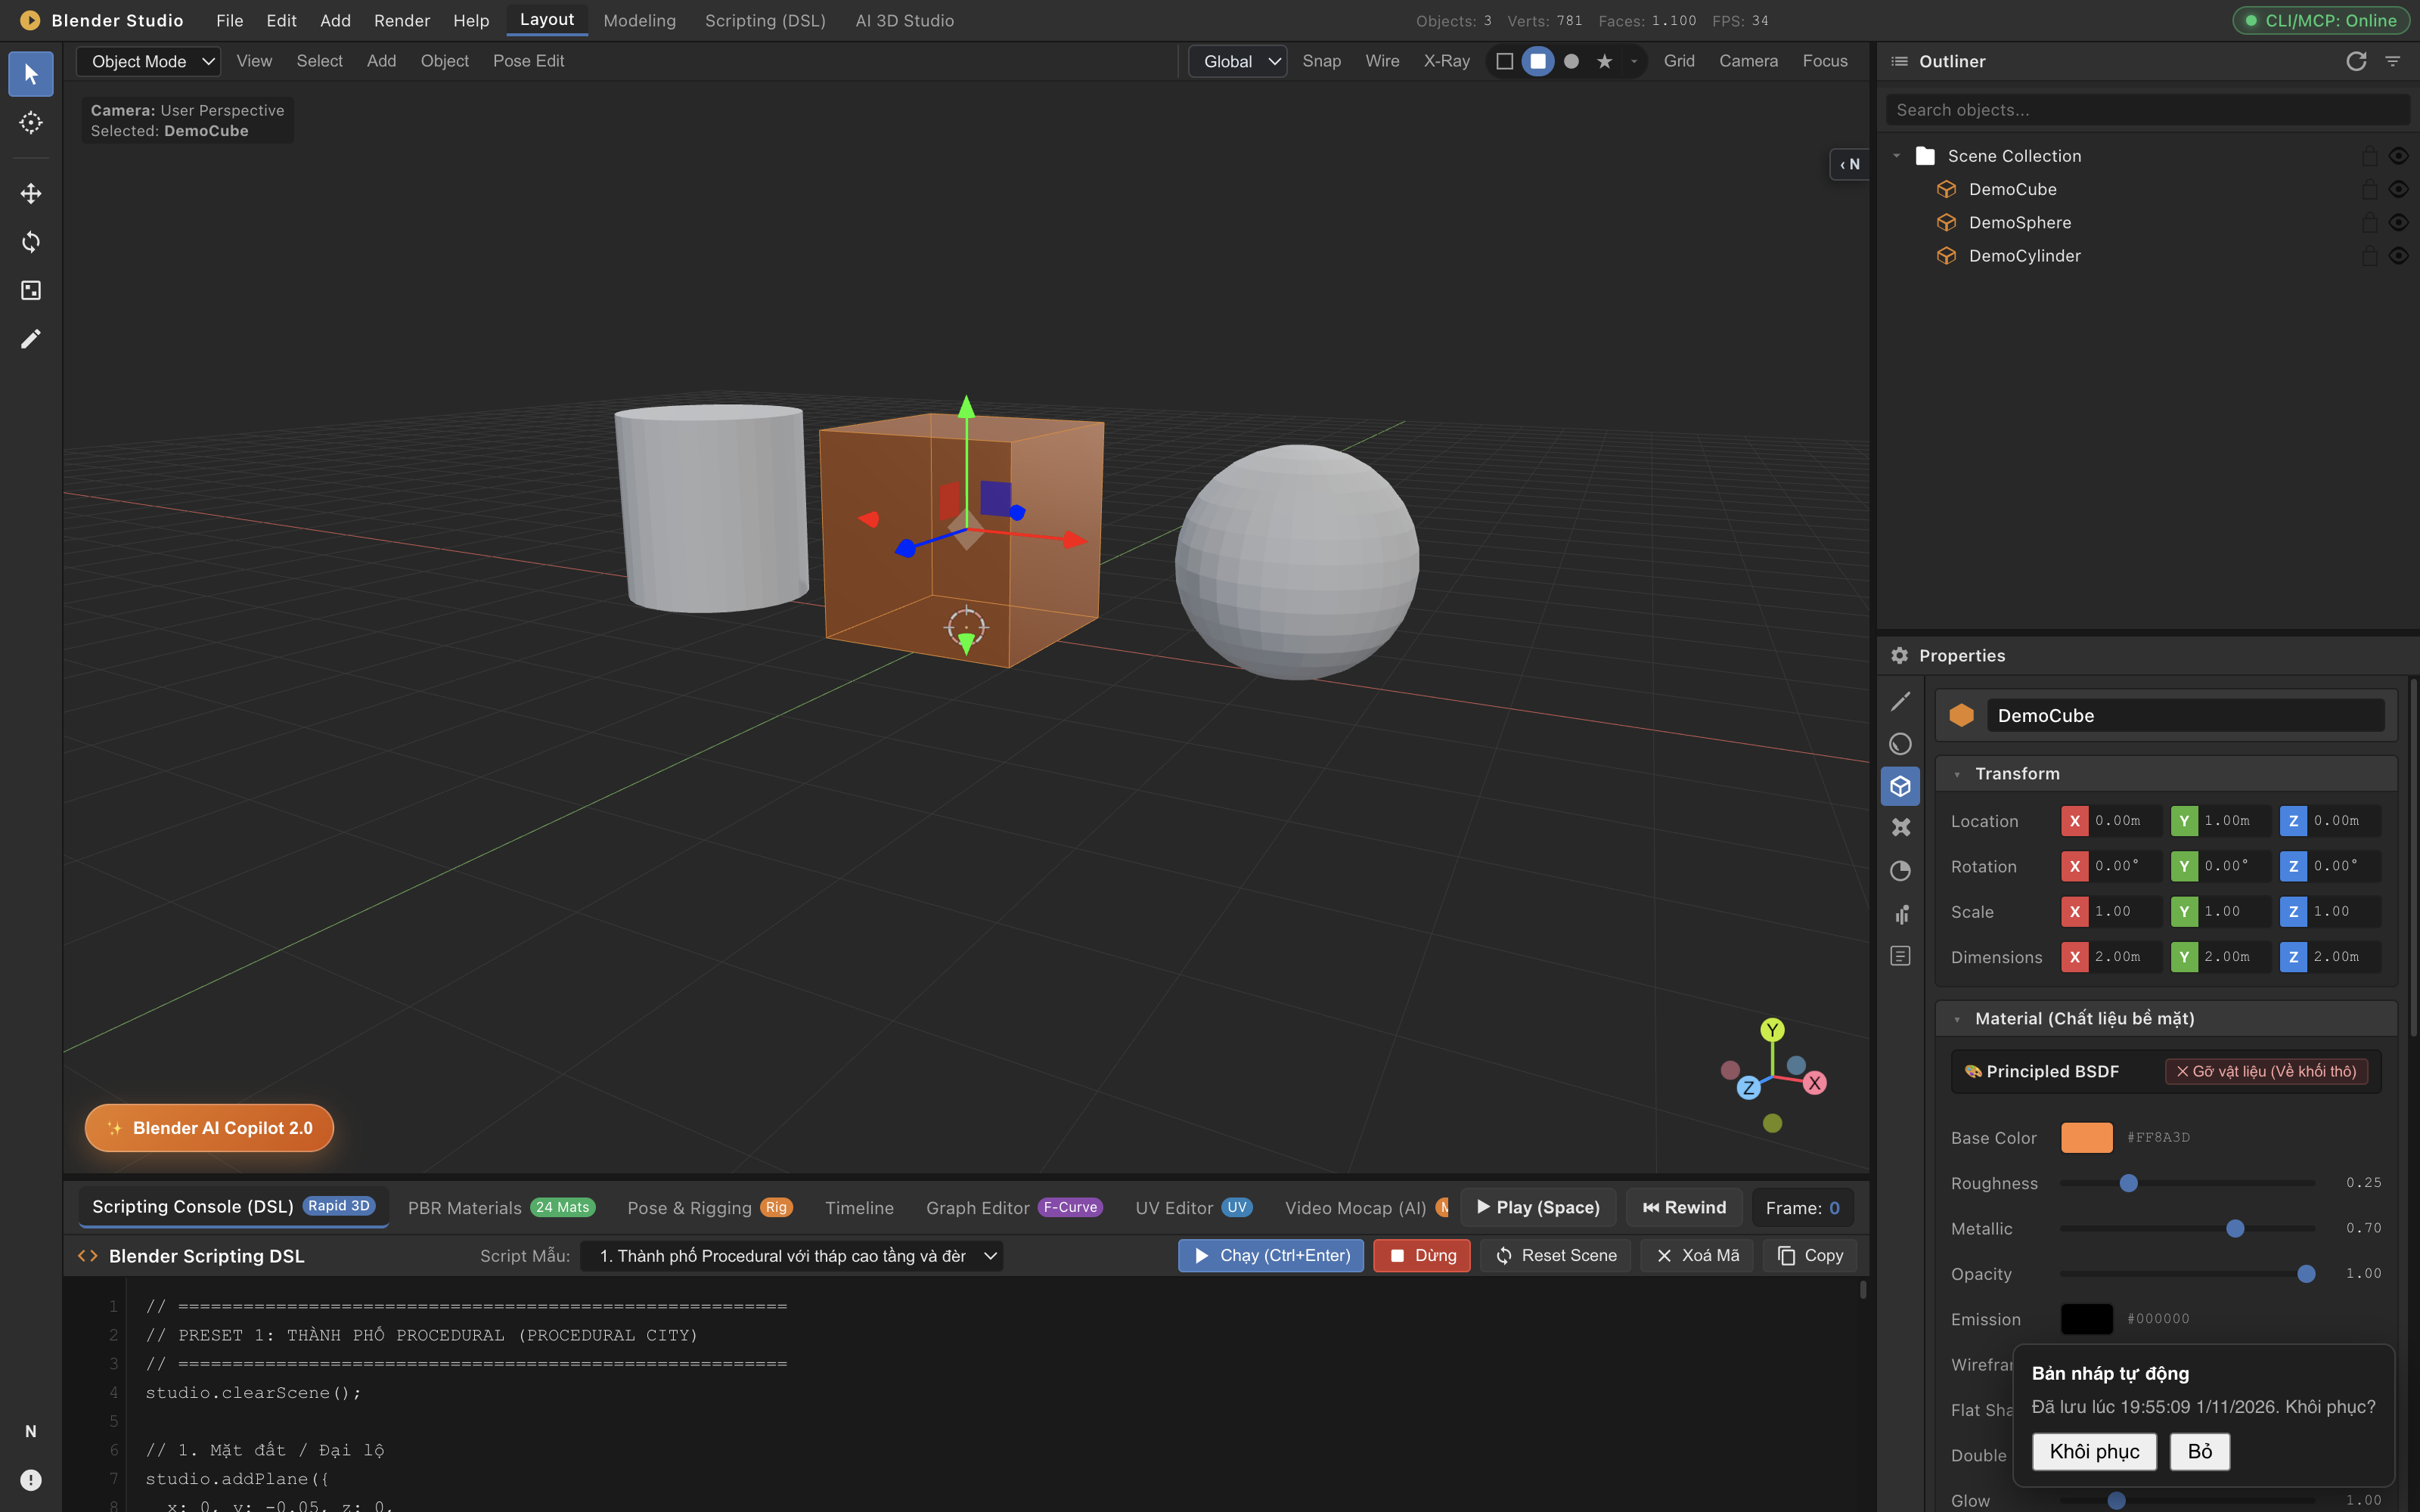 Blender Studio File Edit Add Render Help Layout Modeling Scripting (DSL) AI 3D Studio Objects: 3 Verts: 781 Faces: 1.100 FPS: 34 CLI/MCP: Online
Object Mode View Select Add Object Pose Edit Global Snap Wire X-Ray Grid Camera Focus
Camera: User Perspective
Selected: DemoCube
‹ N
Outliner
Search objects...
Scene Collection
DemoCube
DemoSphere
DemoCylinder
Properties
DemoCube
Transform
Location X 0.00m Y 1.00m Z 0.00m
Rotation X 0.00° Y 0.00° Z 0.00°
Scale X 1.00 Y 1.00 Z 1.00
Dimensions X 2.00m Y 2.00m Z 2.00m
Material (Chất liệu bề mặt)
Principled BSDF Gỡ vật liệu (Về khối thô)
Base Color #FF8A3D
Roughness 0.25
Metallic 0.70
Opacity 1.00
Emission #000000
Wirefra
Flat Sha
Double
Glow 1.00
Bản nháp tự động
Đã lưu lúc 19:55:09 1/11/2026. Khôi phục?
Khôi phục Bỏ
Y
Z X
Blender AI Copilot 2.0
Scripting Console (DSL) Rapid 3D PBR Materials 24 Mats Pose & Rigging Rig Timeline Graph Editor F-Curve UV Editor UV Video Mocap (AI) M Play (Space) Rewind Frame: 0
Blender Scripting DSL Script Mẫu: 1. Thành phố Procedural với tháp cao tầng và đèr Chạy (Ctrl+Enter) Dừng Reset Scene Xoá Mã Copy
1 // ========================================================
2 // PRESET 1: THÀNH PHỐ PROCEDURAL (PROCEDURAL CITY)
3 // ========================================================
4 studio.clearScene();
5
6 // 1. Mặt đất / Đại lộ
7 studio.addPlane({
8 x: 0, y: -0.05, z: 0,
N